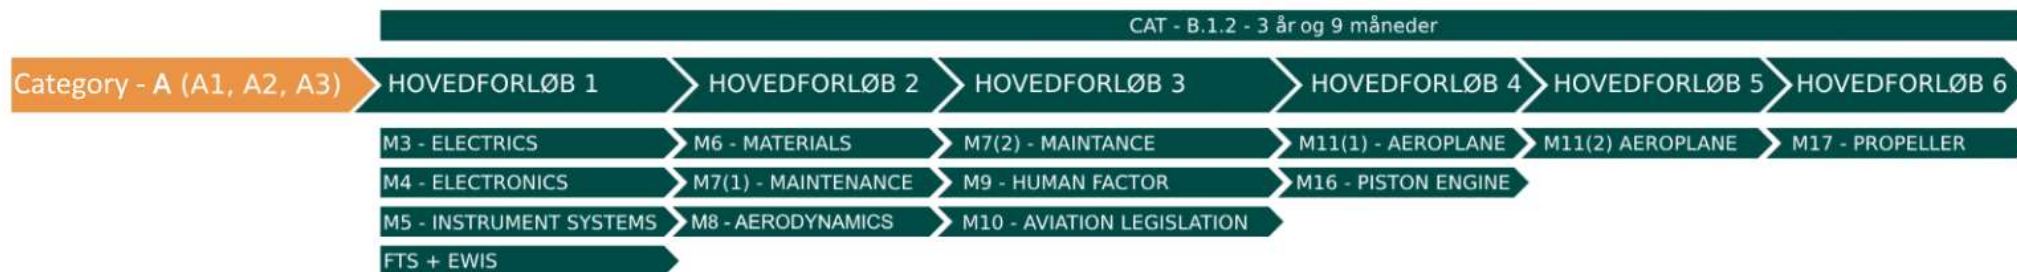 CAT - B.1.2 - 3 år og 9 måneder
Category - A (A1, A2, A3) HOVEDFORLØB 1 HOVEDFORLØB 2 HOVEDFORLØB 3 HOVEDFORLØB 4 HOVEDFORLØB 5 HOVEDFORLØB 6
M3 - ELECTRICS M6 - MATERIALS M7(2) - MAINTANCE M11(1) - AEROPLANE M11(2) AEROPLANE M17 - PROPELLER
M4 - ELECTRONICS M7(1) - MAINTENANCE M9 - HUMAN FACTOR M16 - PISTON ENGINE
M5 - INSTRUMENT SYSTEMS M8 - AERODYNAMICS M10 - AVIATION LEGISLATION
FTS + EWIS